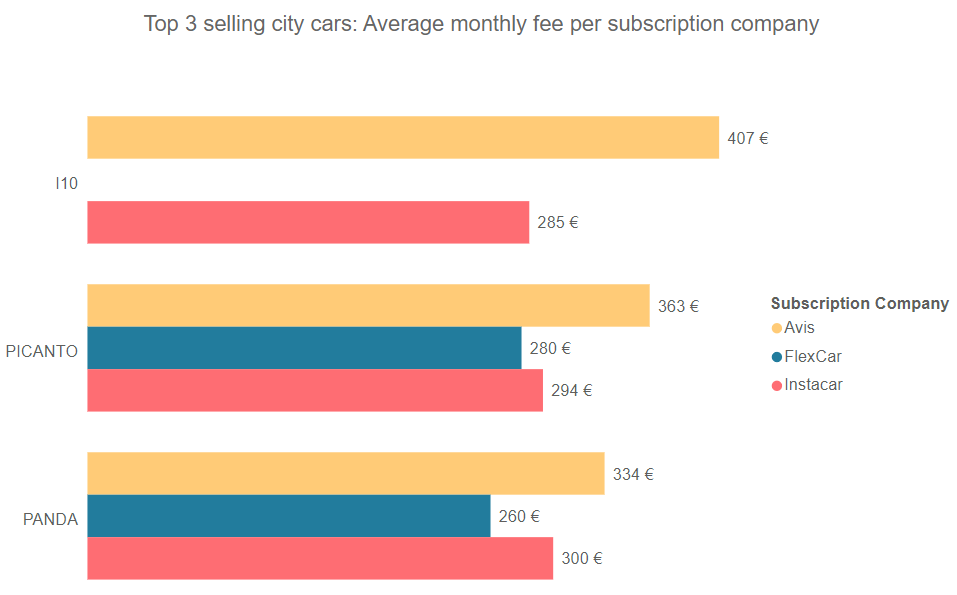 Top 3 selling city cars: Average monthly fee per subscription company
407 €
I10
285 €
363 €
PICANTO
280 €
294 €
334 €
PANDA
260 €
300 €
Subscription Company
Avis
FlexCar
Instacar